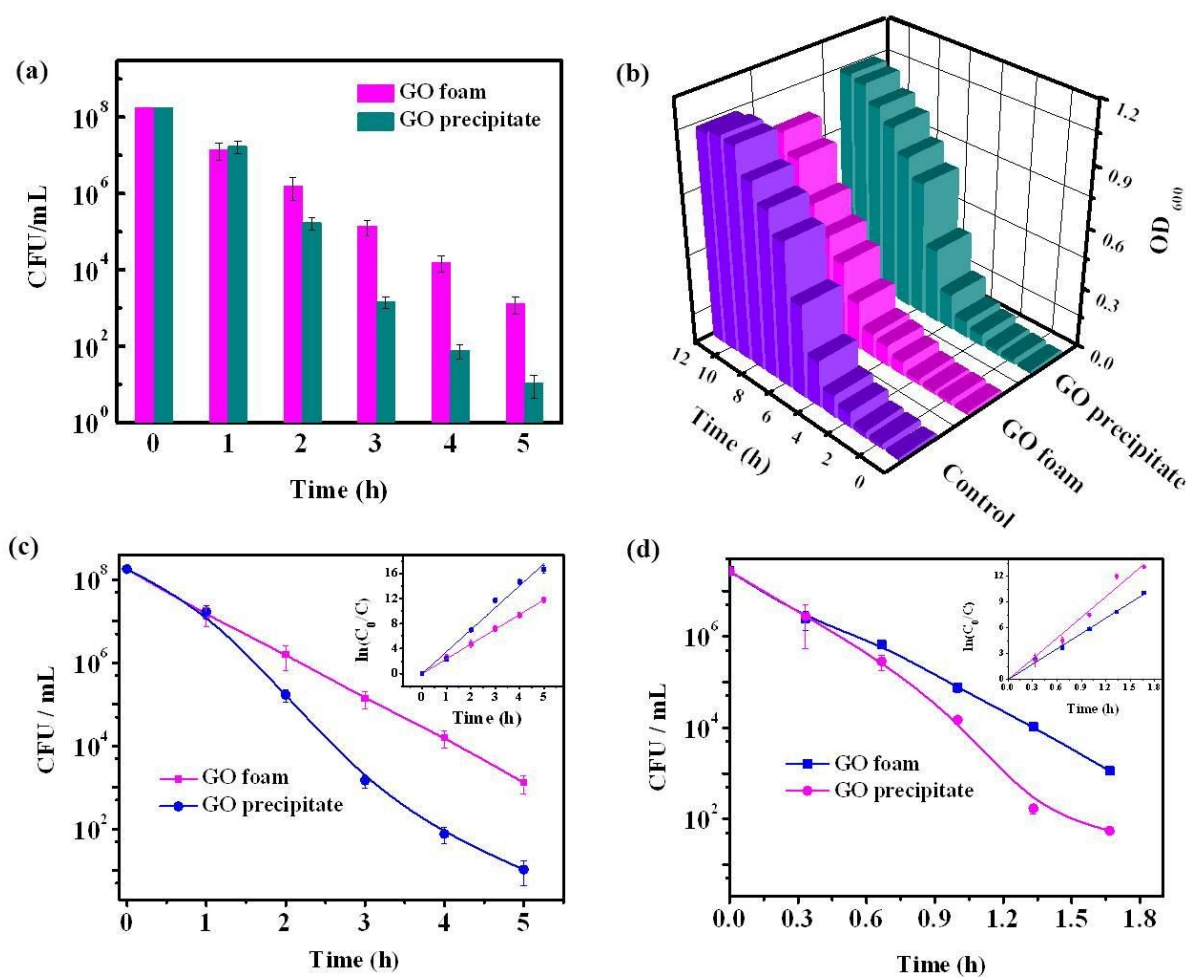 (a)
GO foam
GO precipitate
10^8
10^6
10^4
10^2
10^0
CFU/mL
0 1 2 3 4 5
Time (h)
(b)
1.2
0.9
0.6
0.3
0.0
OD 600
12 10 8 6 4 2 0
Time (h)
Control
GO foam
GO precipitate
(c)
10^8
10^6
10^4
10^2
CFU / mL
0 1 2 3 4 5
Time (h)
GO foam
GO precipitate
16
12
8
4
0
ln(C0/C)
0 1 2 3 4 5
Time (h)
(d)
10^6
10^4
10^2
CFU / mL
0.0 0.3 0.6 0.9 1.2 1.5 1.8
Time (h)
GO foam
GO precipitate
12
9
6
3
0
ln(C0/C)
0.0 0.3 0.6 0.9 1.2 1.5 1.8
Time (h)